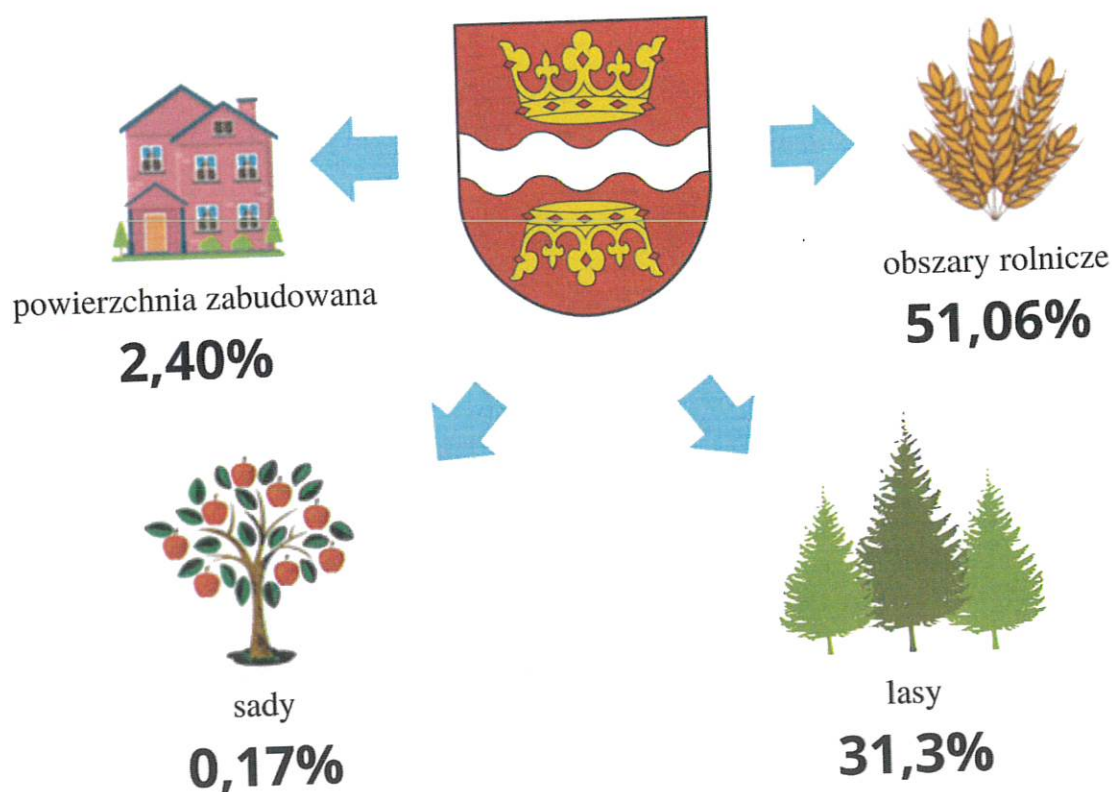 powierzchnia zabudowana
2,40%
obszary rolnicze
51,06%
sady
0,17%
lasy
31,3%